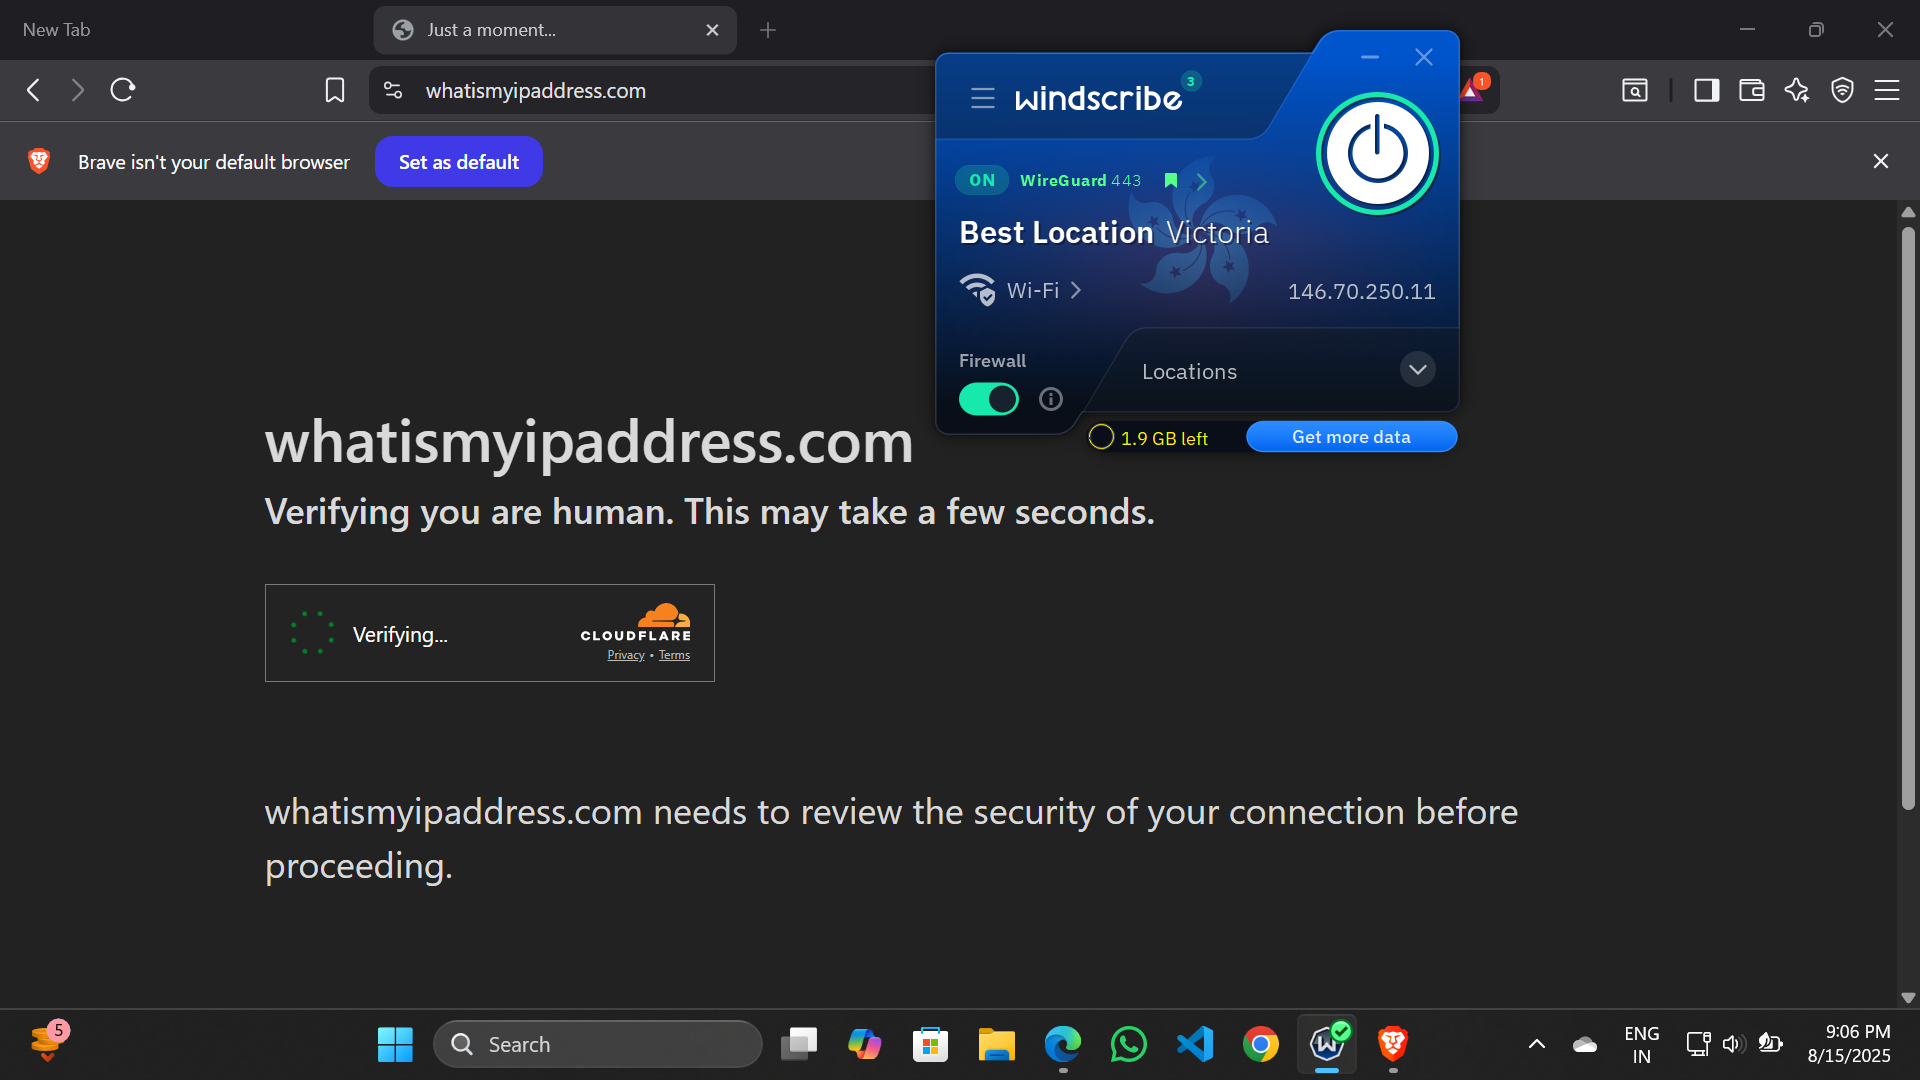 New Tab
Just a moment...
whatismyipaddress.com
1
Brave isn't your default browser
Set as default
windscribe
3
ON WireGuard 443
Best Location Victoria
Wi-Fi
146.70.250.11
Firewall
Locations
1.9 GB left
Get more data
whatismyipaddress.com
Verifying you are human. This may take a few seconds.
Verifying...
CLOUDFLARE
Privacy • Terms
whatismyipaddress.com needs to review the security of your connection before
proceeding.
5
Search
ENG
IN
9:06 PM
8/15/2025